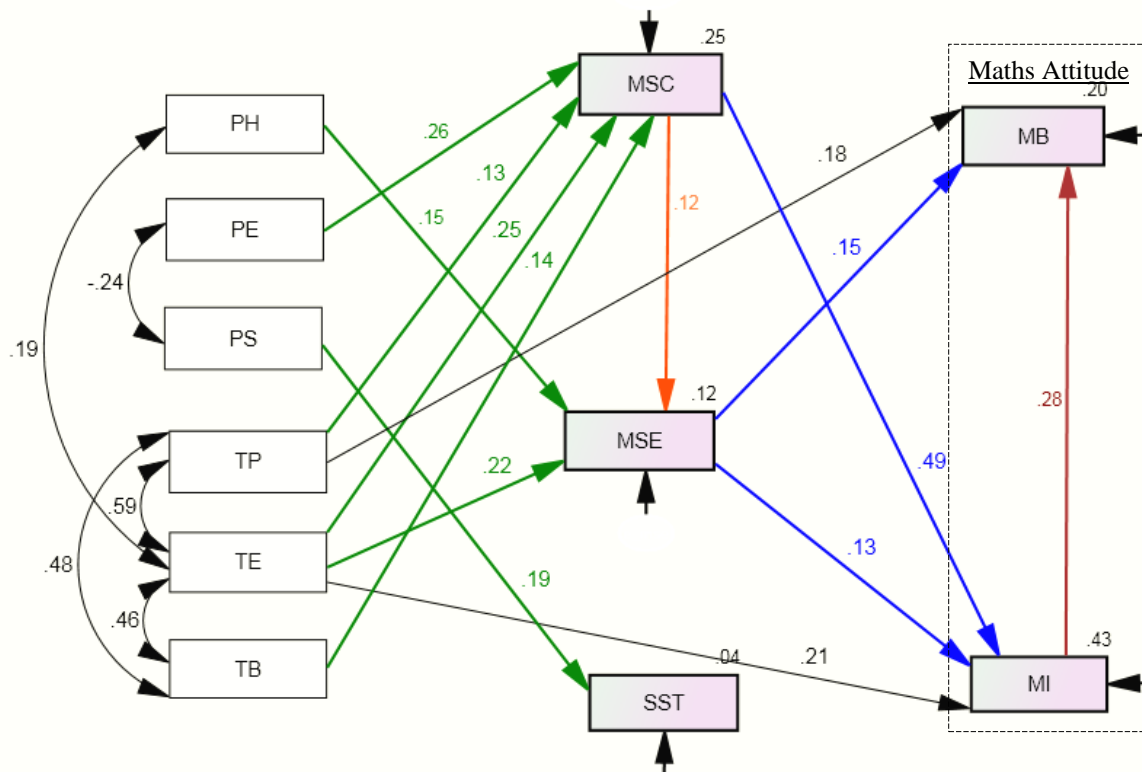 .25
MSC
Maths Attitude
.20
MB
PH
.26
.18
.13
.15
.12
PE
.25
.14
.15
-.24
PS
.19
.12
MSE
.28
TP
.22
.49
.59
.48
TE
.13
.19
.46
TB
.04
.21
.43
MI
SST